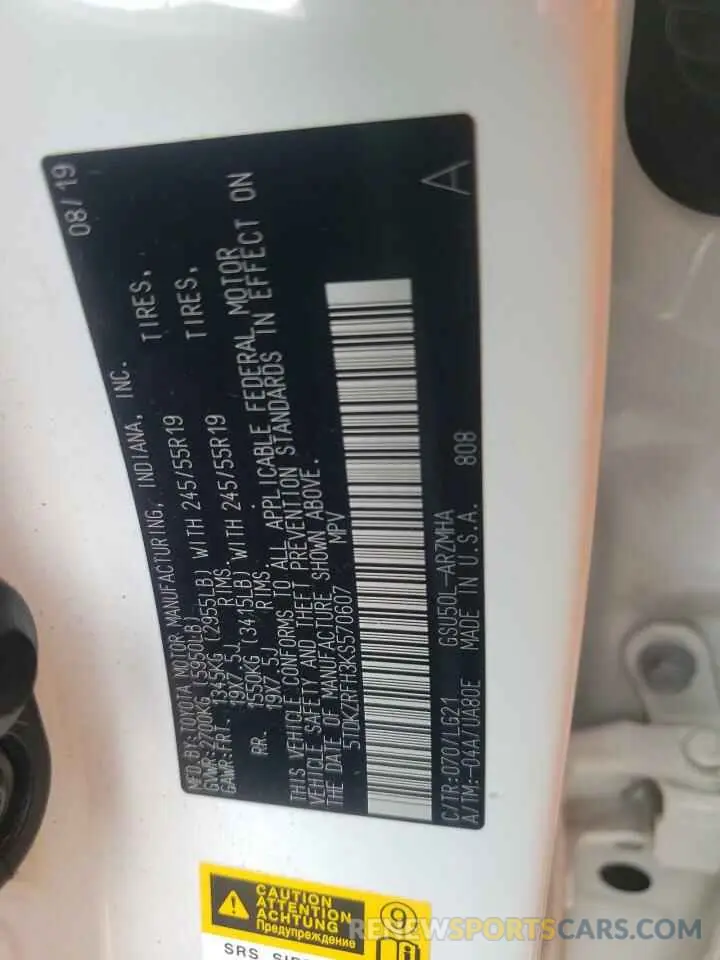 MFD.BY:TOYOTA MOTOR MANUFACTURING, INDIANA, INC. 08/19
GVWR:2700KG(5950LB)
GAWR:FR. 1345KG (2955LB) WITH 245/55R19 TIRES,
19X7.5J RIMS.
RR. 1550KG (3415LB) WITH 245/55R19 TIRES,
19X7.5J RIMS.
THIS VEHICLE CONFORMS TO ALL APPLICABLE FEDERAL MOTOR
VEHICLE SAFETY AND THEFT PREVENTION STANDARDS IN EFFECT ON
THE DATE OF MANUFACTURE SHOWN ABOVE.
5TDKZRFH3KS570607 MPV
A
C/TR:070/LG21 GSU50L-ARZMHA
A/TM:-04A/UA80E MADE IN U.S.A. 808
CAUTION
ATTENTION
ACHTUNG
Предупреждение
SRS
RENEWSPORTSCARS.COM